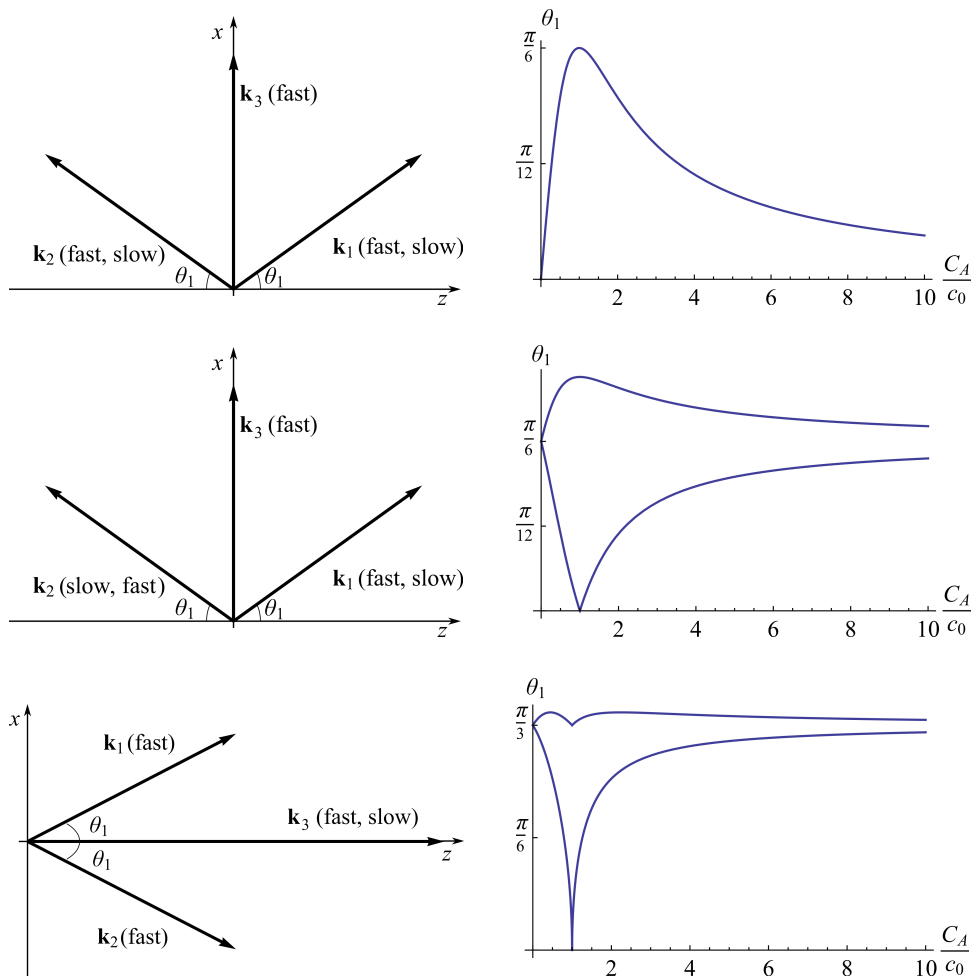 x
k3 (fast)
k2 (fast, slow)
k1 (fast, slow)
θ1
θ1
z
θ1
π/6
π/12
2
4
6
8
10
CA/c0
x
k3 (fast)
k2 (slow, fast)
k1 (fast, slow)
θ1
θ1
z
θ1
π/6
π/12
2
4
6
8
10
CA/c0
x
k1 (fast)
k3 (fast, slow)
θ1
θ1
z
k2 (fast)
θ1
π/3
π/6
2
4
6
8
10
CA/c0